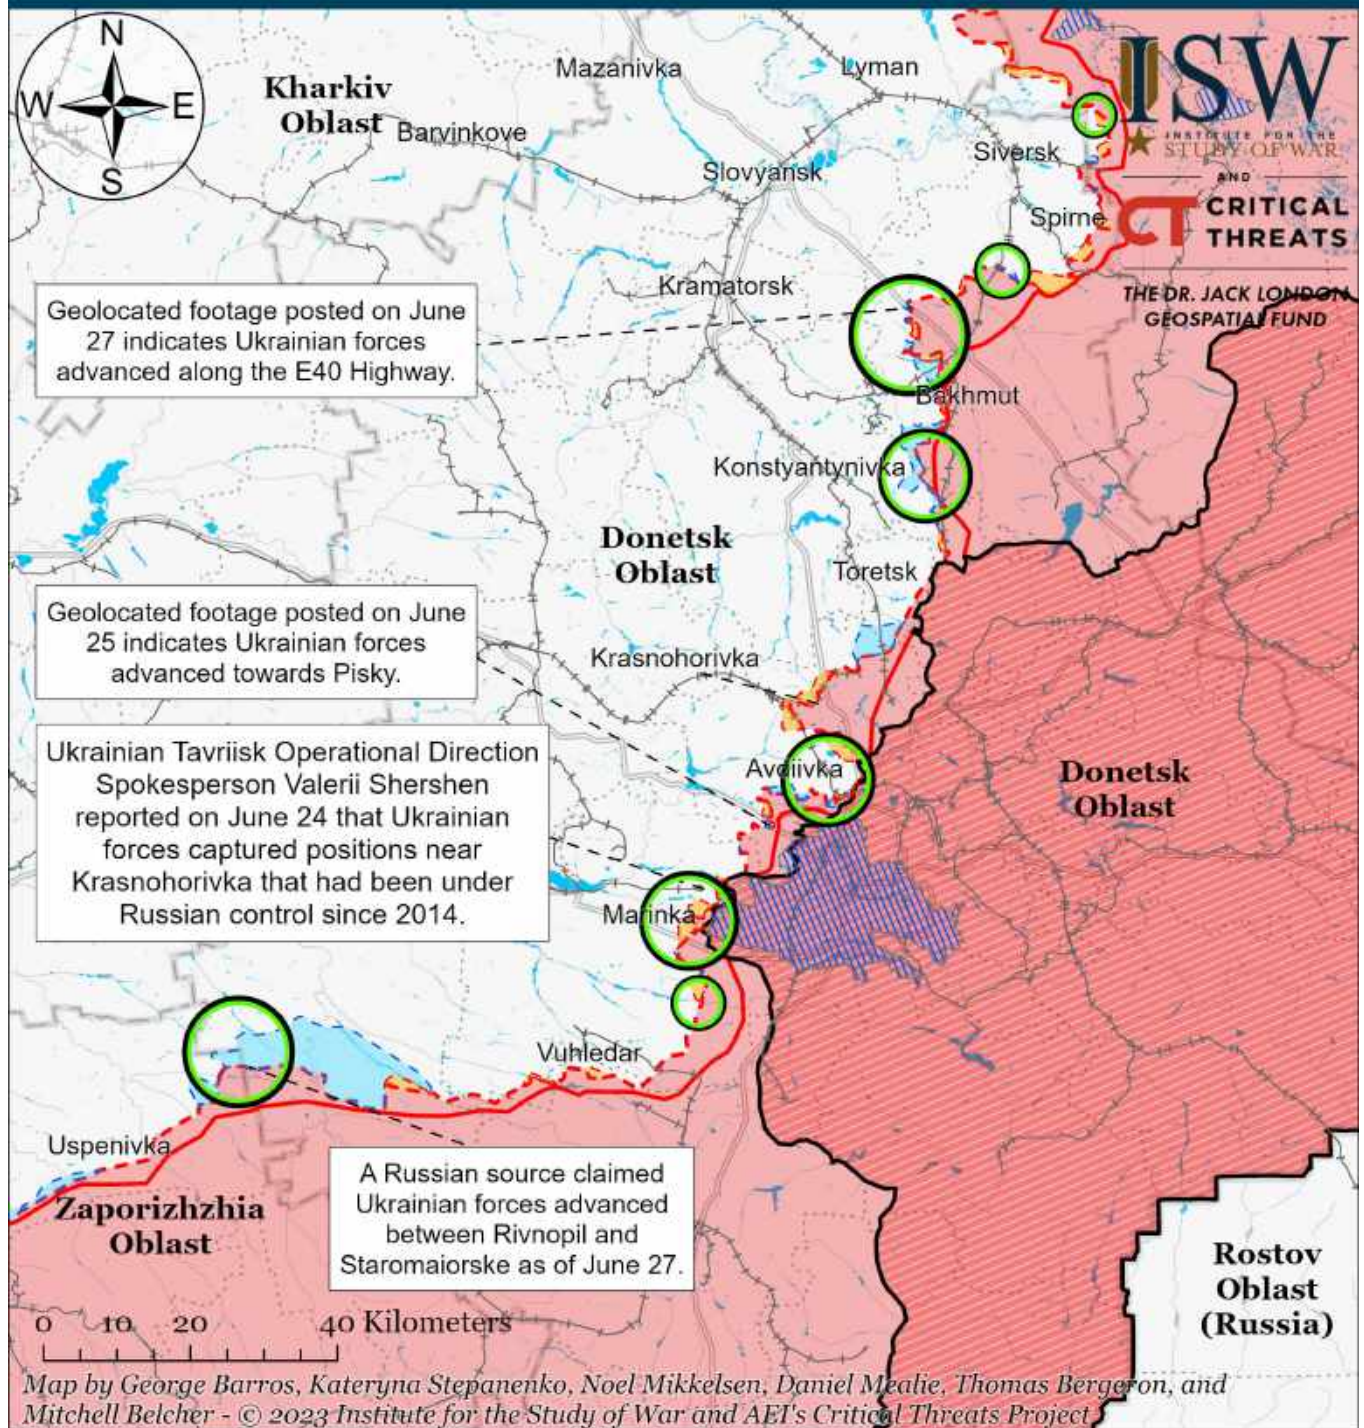 N
W
E
S
Kharkiv
Oblast
Mazanivka
Lyman
Barvinkove
ISW
INSTITUTE FOR THE
STUDY OF WAR
AND
CT CRITICAL
THREATS
THE DR. JACK LONDON
GEOSPATIAL FUND
Siversk
Slovyansk
Spirne
Kramatorsk
Geolocated footage posted on June
27 indicates Ukrainian forces
advanced along the E40 Highway.
Bakhmut
Konstyantynivka
Donetsk
Oblast
Toretsk
Geolocated footage posted on June
25 indicates Ukrainian forces
advanced towards Pisky.
Krasnohorivka
Ukrainian Tavriisk Operational Direction
Spokesperson Valerii Shershen
reported on June 24 that Ukrainian
forces captured positions near
Krasnohorivka that had been under
Russian control since 2014.
Avdiivka
Donetsk
Oblast
Marinka
Vuhledar
Uspenivka
Zaporizhzhia
Oblast
A Russian source claimed
Ukrainian forces advanced
between Rivnopil and
Staromaiorske as of June 27.
Rostov
Oblast
(Russia)
0 10 20 40 Kilometers
Map by George Barros, Kateryna Stepanenko, Noel Mikkelsen, Daniel Mealie, Thomas Bergeron, and
Mitchell Belcher - © 2023 Institute for the Study of War and AEI's Critical Threats Project